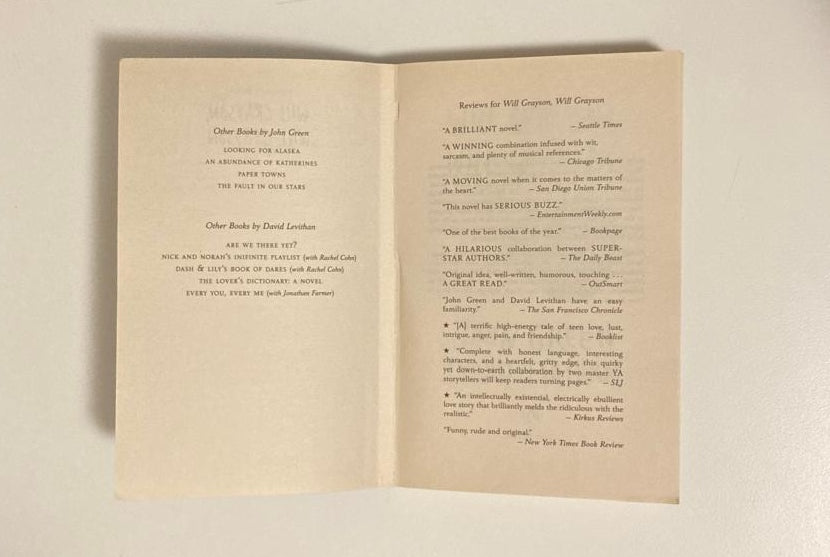 Other Books by John Green
LOOKING FOR ALASKA
AN ABUNDANCE OF KATHERINES
PAPER TOWNS
THE FAULT IN OUR STARS
Other Books by David Levithan
ARE WE THERE YET?
NICK AND NORAH'S INIFINITE PLAYLIST (with Rachel Cohn)
DASH & LILY'S BOOK OF DARES (with Rachel Cohn)
THE LOVER'S DICTIONARY: A NOVEL
EVERY YOU, EVERY ME (with Jonathan Farmer)
Reviews for Will Grayson, Will Grayson
"A BRILLIANT novel." – Seattle Times
"A WINNING combination infused with wit,
sarcasm, and plenty of musical references."
– Chicago Tribune
"A MOVING novel when it comes to the matters of
the heart." – San Diego Union Tribune
"This novel has SERIOUS BUZZ."
– EntertainmentWeekly.com
"One of the best books of the year." – Bookpage
"A HILARIOUS collaboration between SUPER-
STAR AUTHORS." – The Daily Beast
"Original idea, well-written, humorous, touching ...
A GREAT READ." – OutSmart
"John Green and David Levithan have an easy
familiarity." – The San Francisco Chronicle
★ "[A] terrific high-energy tale of teen love, lust,
intrigue, anger, pain, and friendship." – Booklist
★ "Complete with honest language, interesting
characters, and a heartfelt, gritty edge, this quirky
yet down-to-earth collaboration by two master YA
storytellers will keep readers turning pages." – SLJ
★ "An intellectually existential, electrically ebullient
love story that brilliantly melds the ridiculous with the
realistic." – Kirkus Reviews
"Funny, rude and original."
– New York Times Book Review